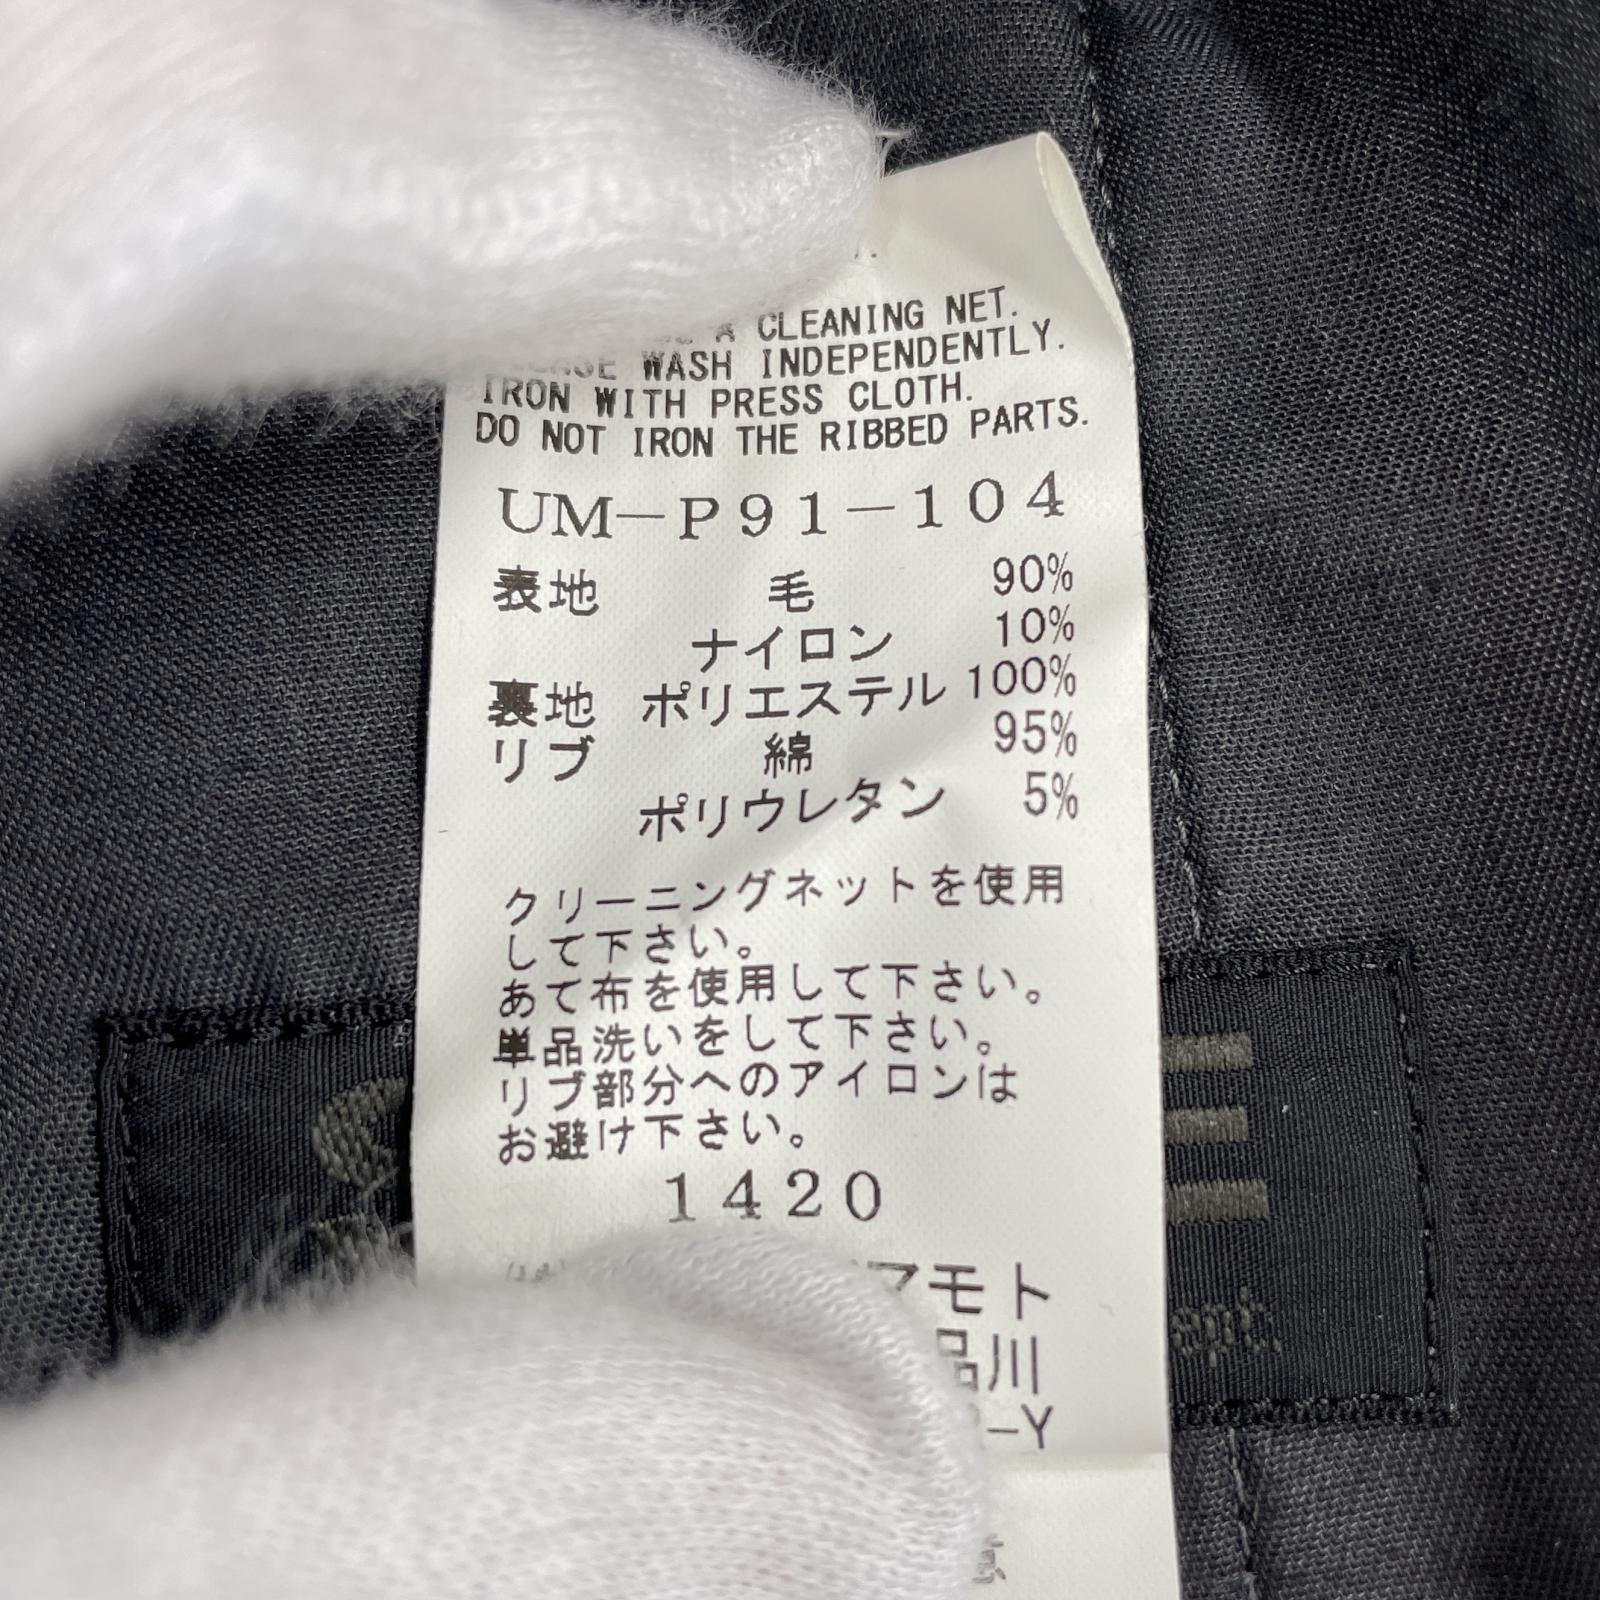 A CLEANING NET.
WASH INDEPENDENTLY.
IRON WITH PRESS CLOTH.
DO NOT IRON THE RIBBED PARTS.
UM-P91-104
表地 毛 90%
ナイロン 10%
裏地 ポリエステル 100%
リブ 綿 95%
ポリウレタン 5%
クリーニングネットを使用
して下さい。
あて布を使用して下さい。
単品洗いをして下さい。
リブ部分へのアイロンは
お避け下さい。
1420
マモト
品川
-Y
ept.